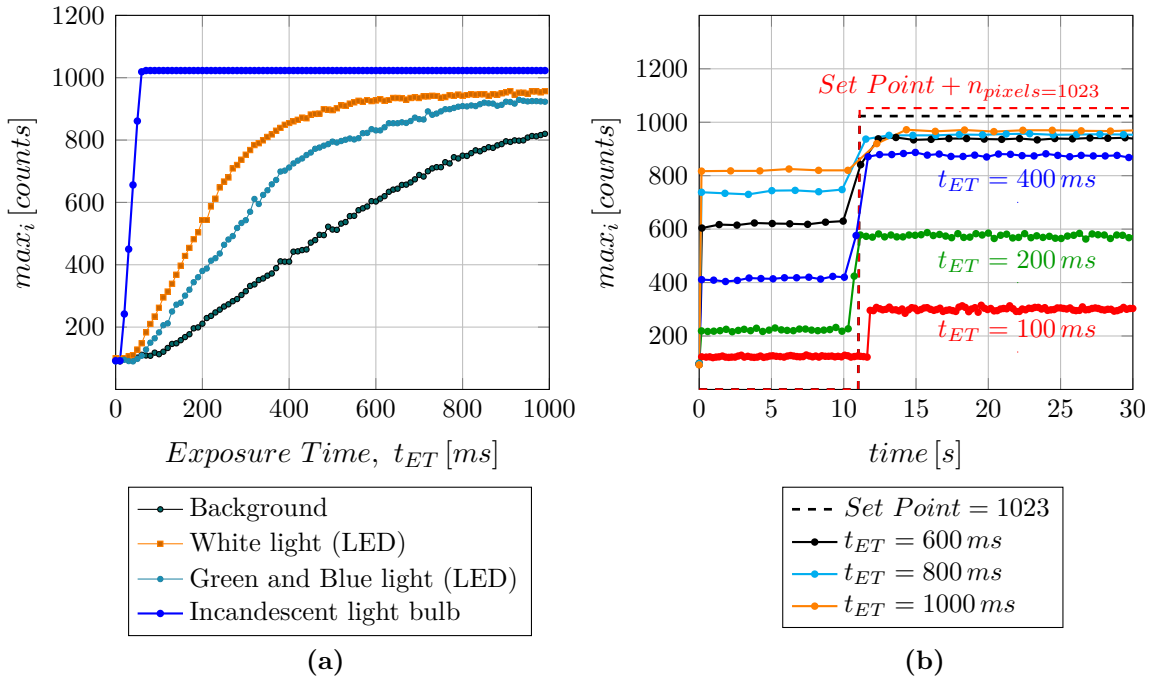 1200
1000
800
600
400
200
0 200 400 600 800 1000
max_i [counts]
Exposure Time, t_ET [ms]
Background
White light (LED)
Green and Blue light (LED)
Incandescent light bulb
(a)
1200
1000
800
600
400
200
0 5 10 15 20 25 30
max_i [counts]
time [s]
Set Point + n_pixels=1023
t_ET = 400 ms
t_ET = 200 ms
t_ET = 100 ms
Set Point = 1023
t_ET = 600 ms
t_ET = 800 ms
t_ET = 1000 ms
(b)